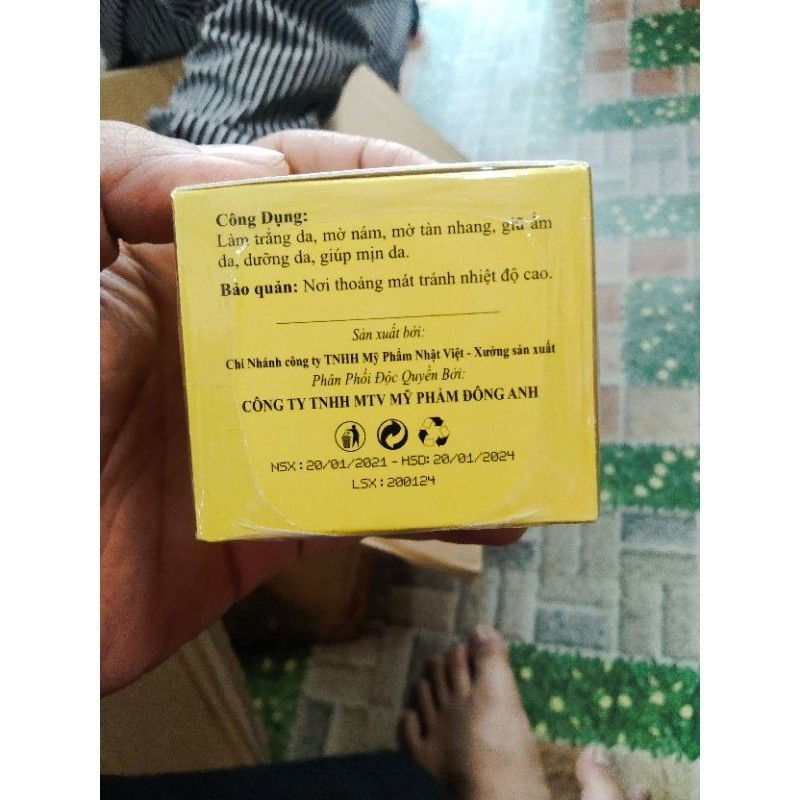 Công Dụng:
Làm trắng da, mờ nám, mờ tàn nhang, giữ ẩm
da, dưỡng da, giúp mịn da.
Bảo quản: Nơi thoáng mát tránh nhiệt độ cao.
Sản xuất bởi:
Chi Nhánh công ty TNHH Mỹ Phẩm Nhật Việt - Xưởng sản xuất
Phân Phối Độc Quyền Bởi:
CÔNG TY TNHH MTV MỸ PHẨM ĐÔNG ANH
NSX : 20/01/2021 - HSD: 20/01/2024
LSX : 200124